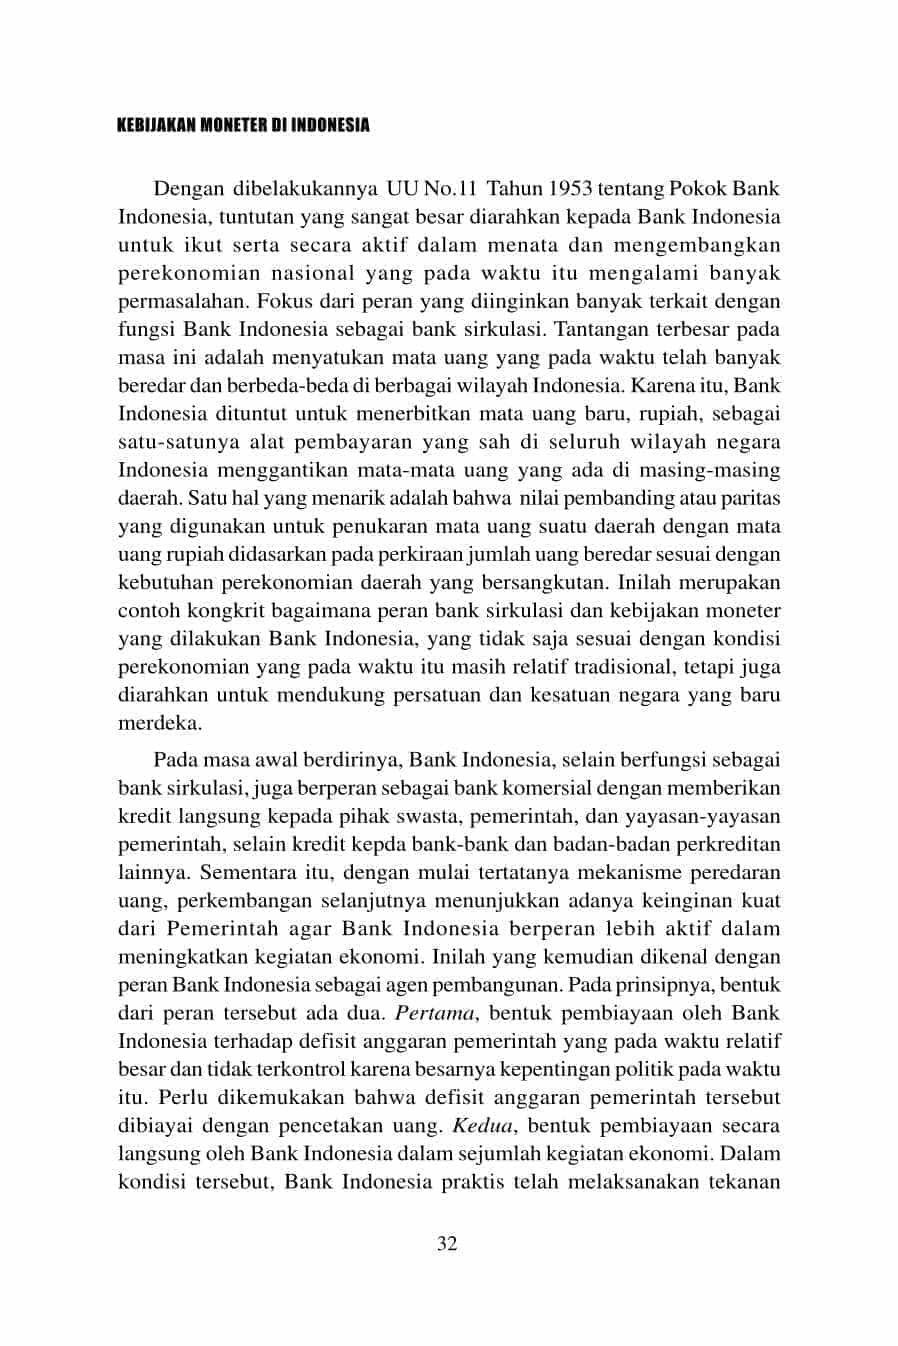 KEBIJAKAN MONETER DI INDONESIA
Dengan dibelakukannya UU No.11 Tahun 1953 tentang Pokok Bank
Indonesia, tuntutan yang sangat besar diarahkan kepada Bank Indonesia
untuk ikut serta secara aktif dalam menata dan mengembangkan
perekonomian nasional yang pada waktu itu mengalami banyak
permasalahan. Fokus dari peran yang diinginkan banyak terkait dengan
fungsi Bank Indonesia sebagai bank sirkulasi. Tantangan terbesar pada
masa ini adalah menyatukan mata uang yang pada waktu telah banyak
beredar dan berbeda-beda di berbagai wilayah Indonesia. Karena itu, Bank
Indonesia dituntut untuk menerbitkan mata uang baru, rupiah, sebagai
satu-satunya alat pembayaran yang sah di seluruh wilayah negara
Indonesia menggantikan mata-mata uang yang ada di masing-masing
daerah. Satu hal yang menarik adalah bahwa nilai pembanding atau paritas
yang digunakan untuk penukaran mata uang suatu daerah dengan mata
uang rupiah didasarkan pada perkiraan jumlah uang beredar sesuai dengan
kebutuhan perekonomian daerah yang bersangkutan. Inilah merupakan
contoh kongkrit bagaimana peran bank sirkulasi dan kebijakan moneter
yang dilakukan Bank Indonesia, yang tidak saja sesuai dengan kondisi
perekonomian yang pada waktu itu masih relatif tradisional, tetapi juga
diarahkan untuk mendukung persatuan dan kesatuan negara yang baru
merdeka.
Pada masa awal berdirinya, Bank Indonesia, selain berfungsi sebagai
bank sirkulasi, juga berperan sebagai bank komersial dengan memberikan
kredit langsung kepada pihak swasta, pemerintah, dan yayasan-yayasan
pemerintah, selain kredit kepda bank-bank dan badan-badan perkreditan
lainnya. Sementara itu, dengan mulai tertatanya mekanisme peredaran
uang, perkembangan selanjutnya menunjukkan adanya keinginan kuat
dari Pemerintah agar Bank Indonesia berperan lebih aktif dalam
meningkatkan kegiatan ekonomi. Inilah yang kemudian dikenal dengan
peran Bank Indonesia sebagai agen pembangunan. Pada prinsipnya, bentuk
dari peran tersebut ada dua. Pertama, bentuk pembiayaan oleh Bank
Indonesia terhadap defisit anggaran pemerintah yang pada waktu relatif
besar dan tidak terkontrol karena besarnya kepentingan politik pada waktu
itu. Perlu dikemukakan bahwa defisit anggaran pemerintah tersebut
dibiayai dengan pencetakan uang. Kedua, bentuk pembiayaan secara
langsung oleh Bank Indonesia dalam sejumlah kegiatan ekonomi. Dalam
kondisi tersebut, Bank Indonesia praktis telah melaksanakan tekanan
32